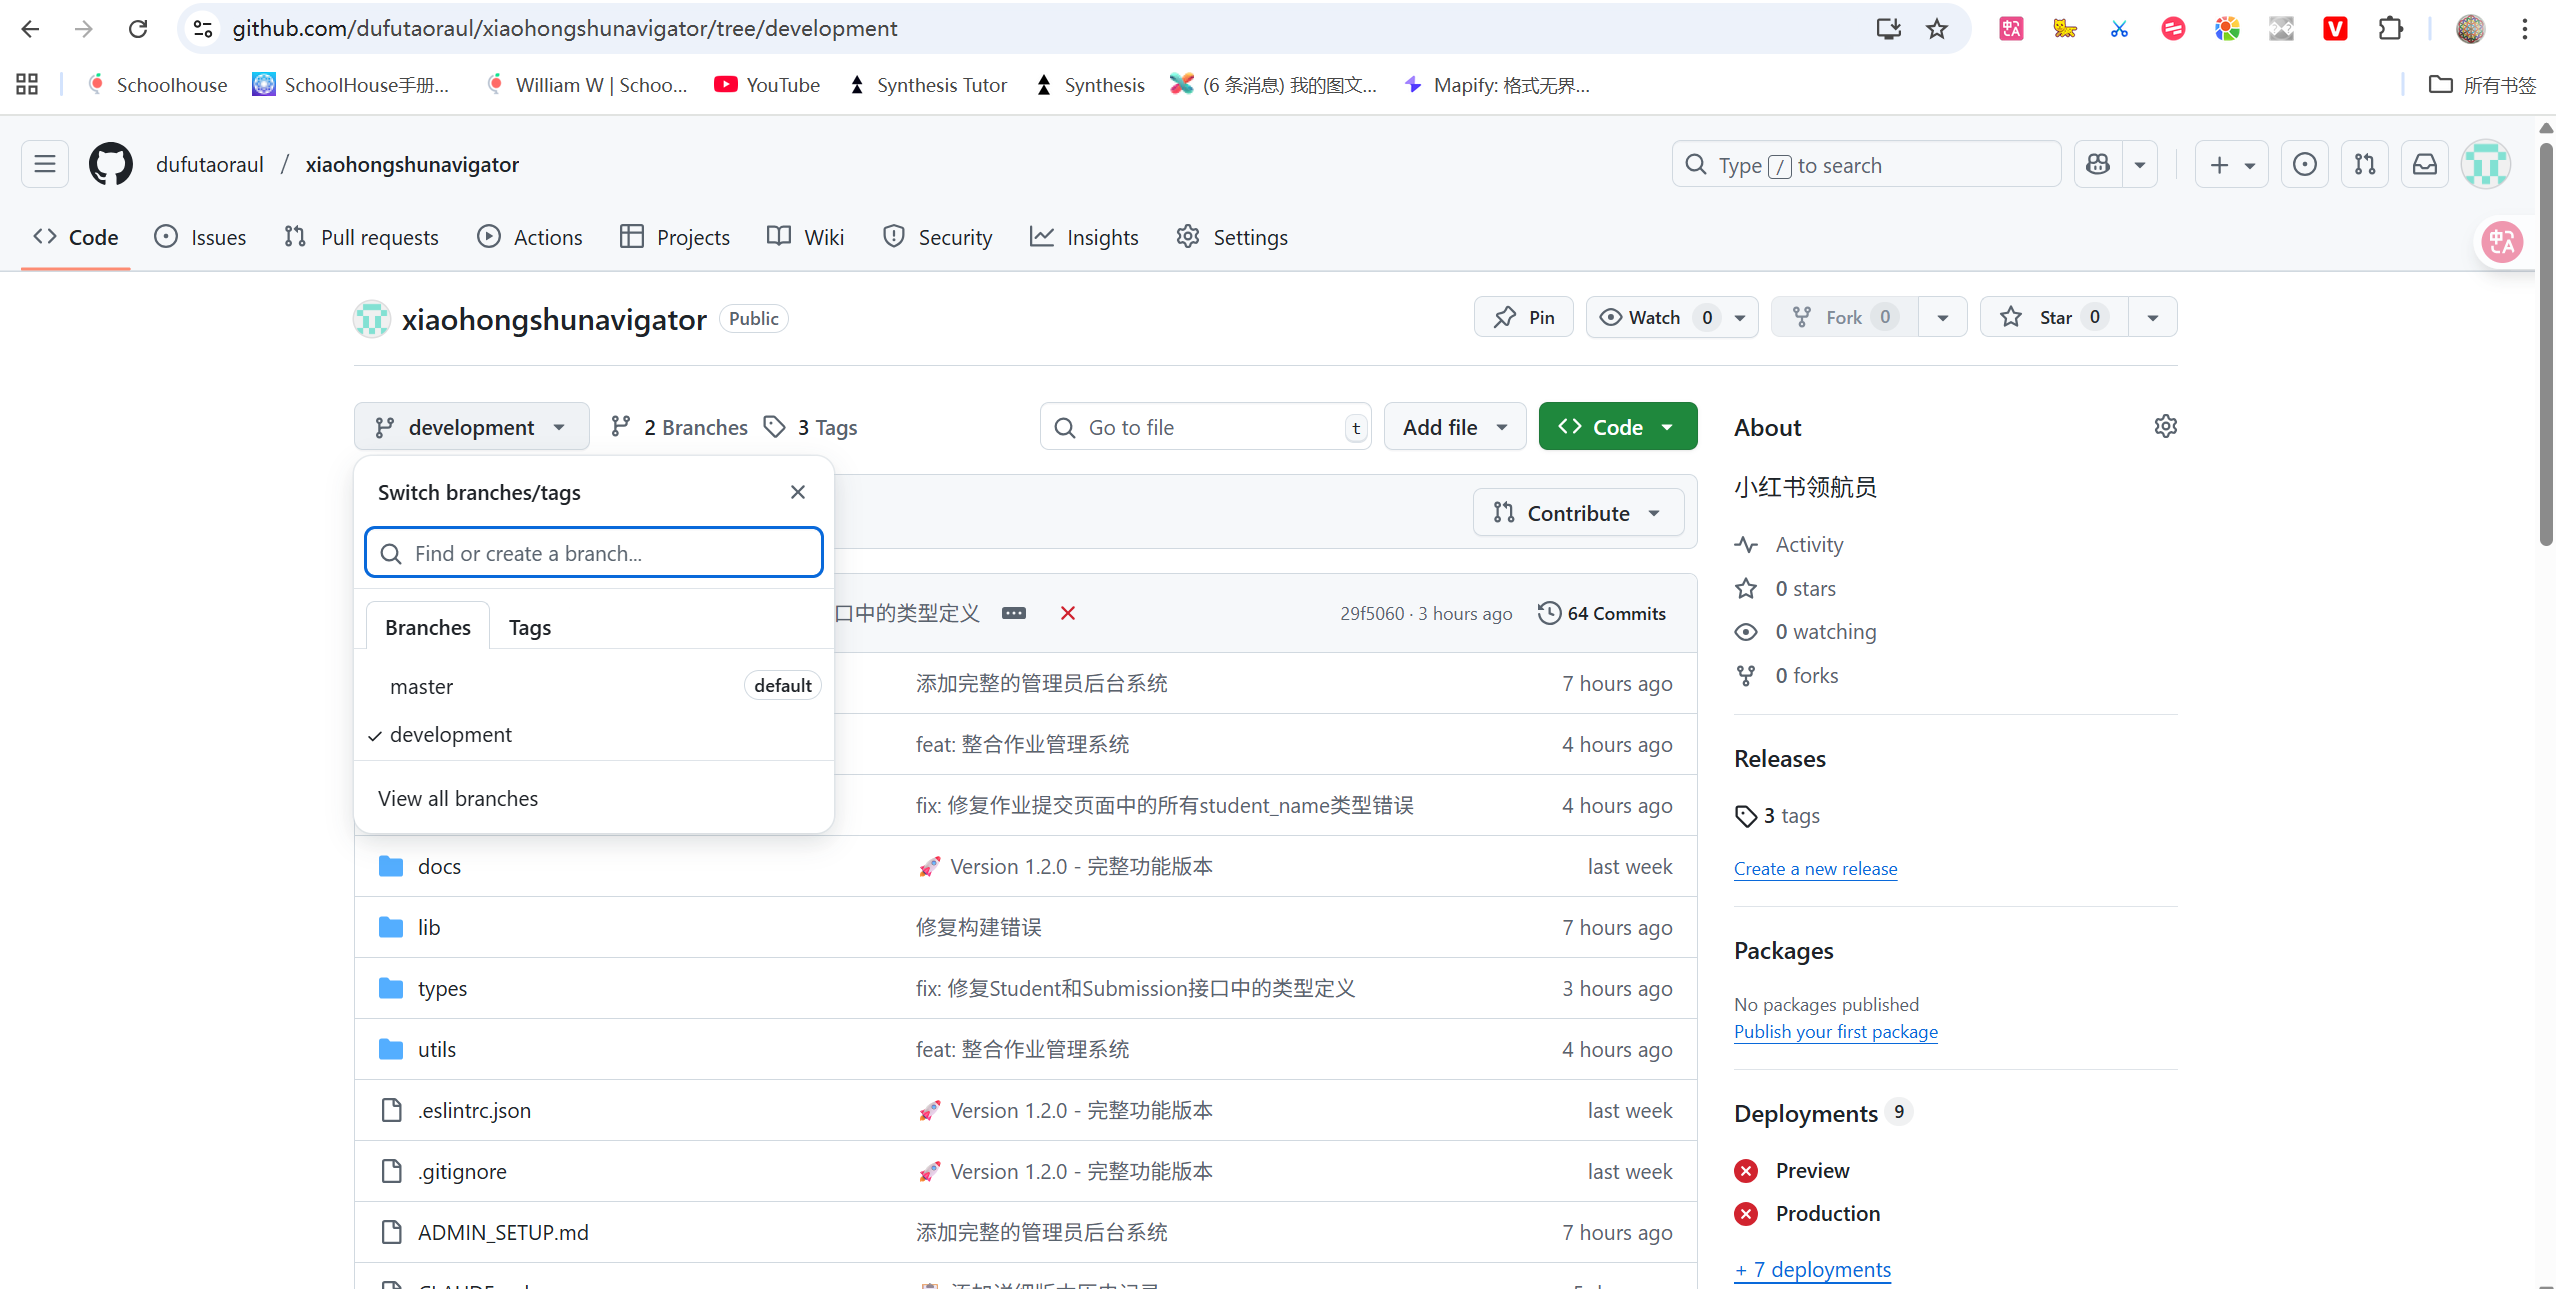 github.com/dufutaoraul/xiaohongshunavigator/tree/development
Schoolhouse
SchoolHouse手册...
William W | Schoo...
YouTube
Synthesis Tutor
Synthesis
(6 条消息) 我的图文...
Mapify: 格式无界...
所有书签
dufutaoraul / xiaohongshunavigator
Type / to search
Code
Issues
Pull requests
Actions
Projects
Wiki
Security
Insights
Settings
xiaohongshunavigator Public
Pin
Watch 0
Fork 0
Star 0
development
2 Branches
3 Tags
Go to file t
Add file
Code
Switch branches/tags
Find or create a branch...
Branches
Tags
master default
development
View all branches
Contribute
口中的类型定义
29f5060 · 3 hours ago
64 Commits
添加完整的管理员后台系统 7 hours ago
feat: 整合作业管理系统 4 hours ago
fix: 修复作业提交页面中的所有student_name类型错误 4 hours ago
docs 🚀 Version 1.2.0 - 完整功能版本 last week
lib 修复构建错误 7 hours ago
types fix: 修复Student和Submission接口中的类型定义 3 hours ago
utils feat: 整合作业管理系统 4 hours ago
.eslintrc.json 🚀 Version 1.2.0 - 完整功能版本 last week
.gitignore 🚀 Version 1.2.0 - 完整功能版本 last week
ADMIN_SETUP.md 添加完整的管理员后台系统 7 hours ago
About
小红书领航员
Activity
0 stars
0 watching
0 forks
Releases
3 tags
Create a new release
Packages
No packages published
Publish your first package
Deployments 9
Preview
Production
+ 7 deployments